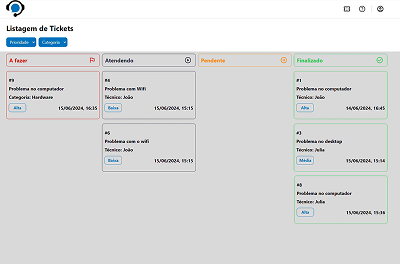 Listagem de Tickets
Prioridade
Categoria
A fazer
#9
Problema no computador
Categoria: Hardware
Alta
15/06/2024, 16:35
Atendendo
#4
Problema com Wifi
Técnico: João
Baixa
15/06/2024, 15:15
#6
Problema com o wifi
Técnico: João
Baixa
15/06/2024, 15:15
Pendente
Finalizado
#1
Problema no computador
Técnico: João
Alta
14/06/2024, 16:45
#3
Problema no desktop
Técnico: Julia
Média
15/06/2024, 15:14
#8
Problema no computador
Técnico: Julia
Alta
15/06/2024, 15:36